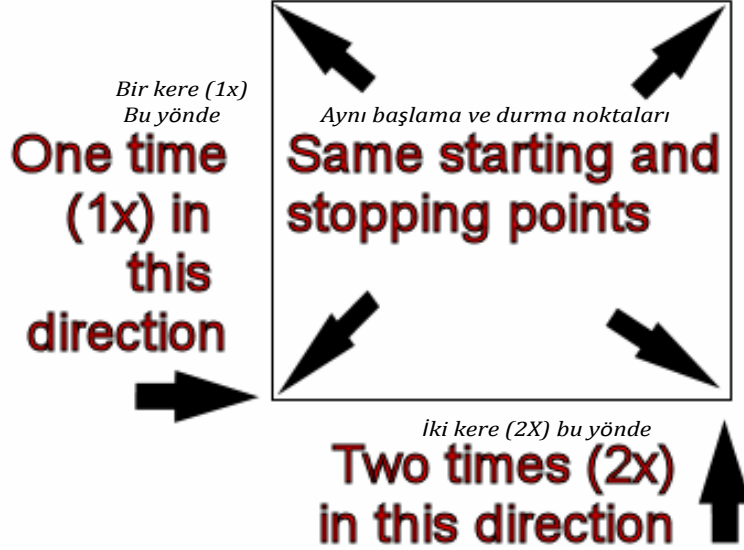 Bir kere (1x)
Bu yönde
One time
(1x) in
this
direction
Aynı başlama ve durma noktaları
Same starting and
stopping points
İki kere (2X) bu yönde
Two times (2x)
in this direction